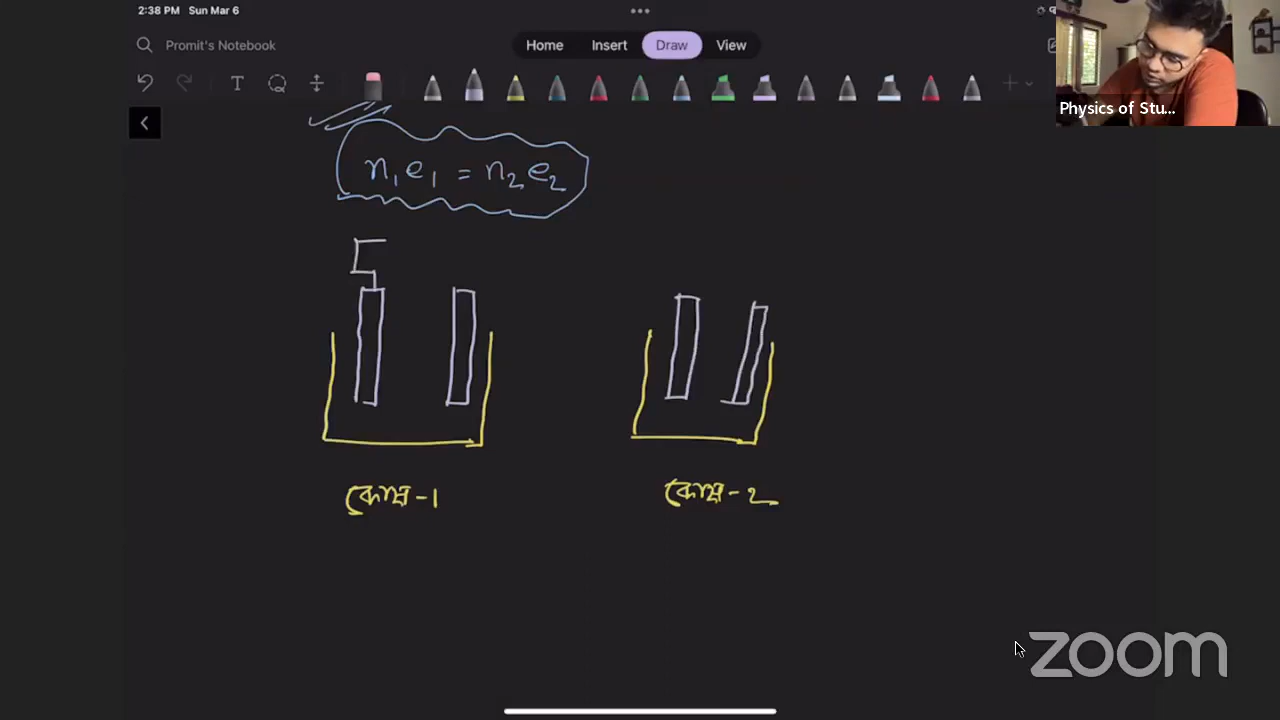 2:38 PM Sun Mar 6
Promit's Notebook
Home Insert Draw View
Physics of Stu...
n₁e₁ = n₂e₂
কোষ-1
কোষ-2
zoom